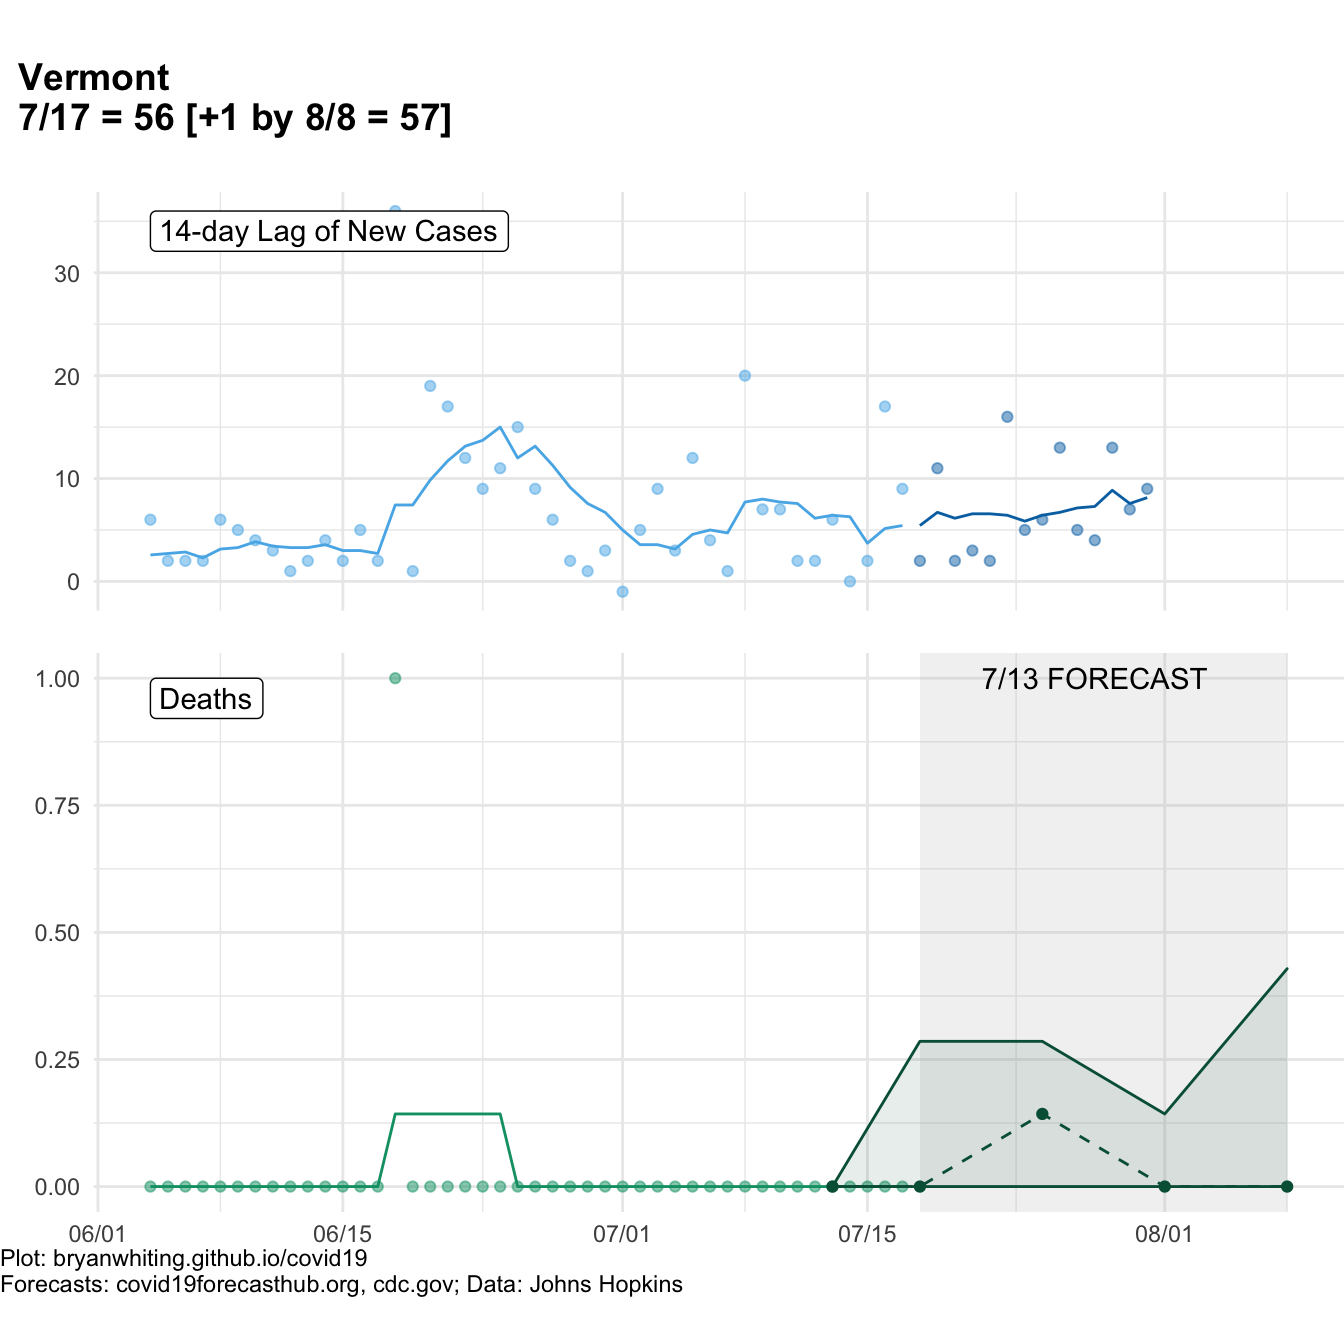 Vermont
7/17 = 56 [+1 by 8/8 = 57]
14-day Lag of New Cases
30
20
10
0
1.00
Deaths
7/13 FORECAST
0.75
0.50
0.25
0.00
06/01
06/15
07/01
07/15
08/01
Plot: bryanwhiting.github.io/covid19
Forecasts: covid19forecasthub.org, cdc.gov; Data: Johns Hopkins